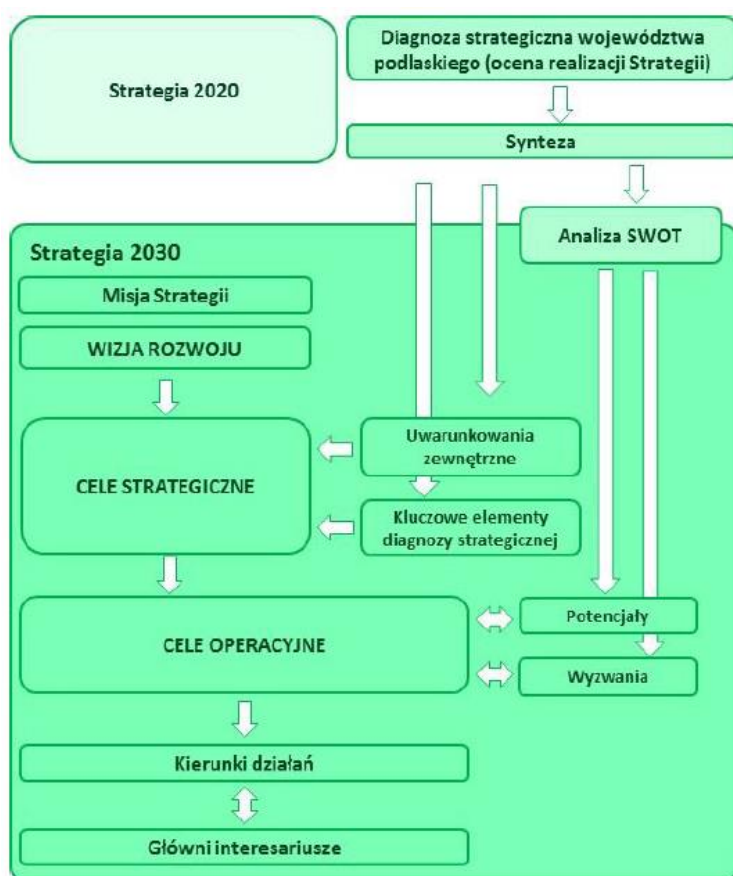 Strategia 2020
Diagnoza strategiczna województwa
podlaskiego (ocena realizacji Strategii)
Synteza
Analiza SWOT
Strategia 2030
Misja Strategii
WIZJA ROZWOJU
CELE STRATEGICZNE
Uwarunkowania
zewnętrzne
Kluczowe elementy
diagnozy strategicznej
CELE OPERACYJNE
Potencjały
Wyzwania
Kierunki działań
Główni interesariusze